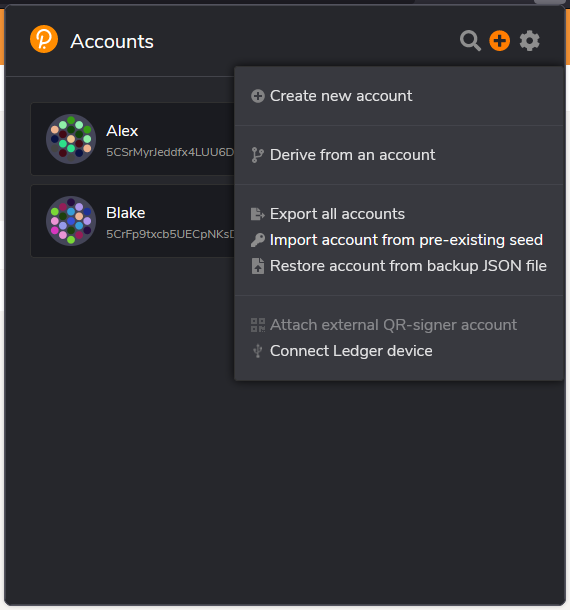 Accounts
Create new account
Alex
5CSrMyrJeddfx4LUU6D
Derive from an account
Blake
5CrFp9txcb5UECpNKsD
Export all accounts
Import account from pre-existing seed
Restore account from backup JSON file
Attach external QR-signer account
Connect Ledger device